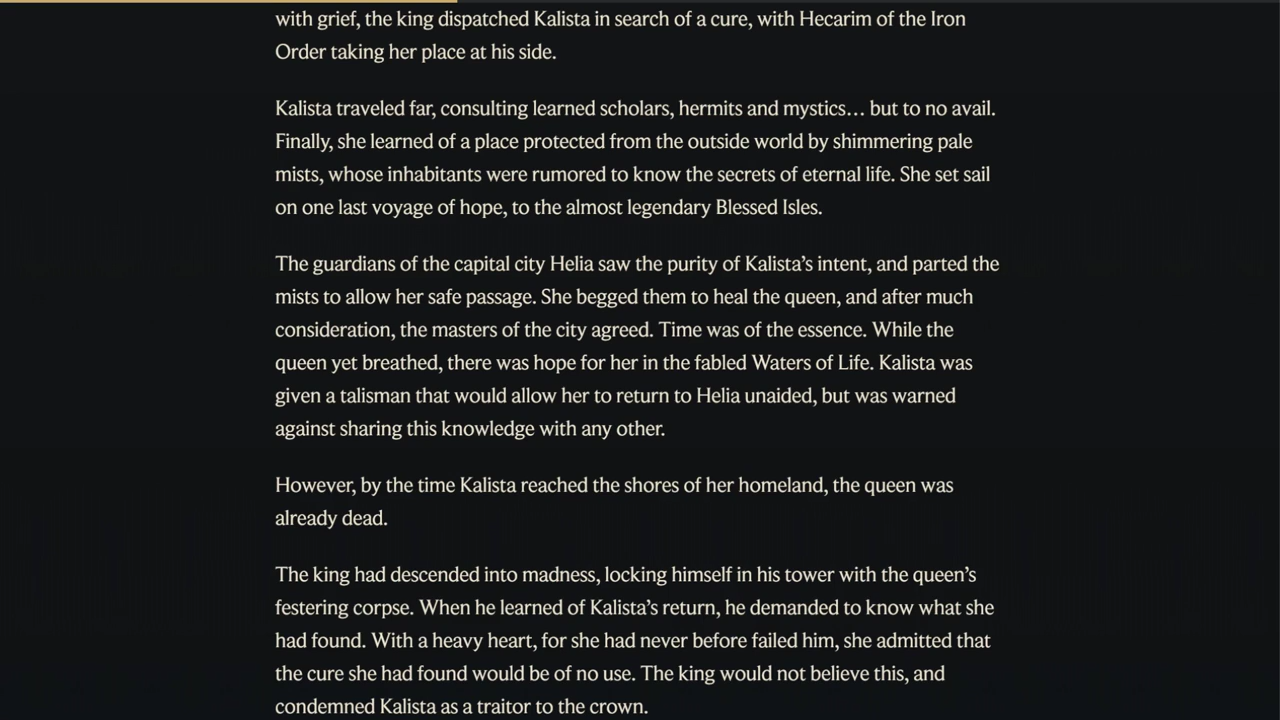 with grief, the king dispatched Kalista in search of a cure, with Hecarim of the Iron
Order taking her place at his side.
Kalista traveled far, consulting learned scholars, hermits and mystics… but to no avail.
Finally, she learned of a place protected from the outside world by shimmering pale
mists, whose inhabitants were rumored to know the secrets of eternal life. She set sail
on one last voyage of hope, to the almost legendary Blessed Isles.
The guardians of the capital city Helia saw the purity of Kalista’s intent, and parted the
mists to allow her safe passage. She begged them to heal the queen, and after much
consideration, the masters of the city agreed. Time was of the essence. While the
queen yet breathed, there was hope for her in the fabled Waters of Life. Kalista was
given a talisman that would allow her to return to Helia unaided, but was warned
against sharing this knowledge with any other.
However, by the time Kalista reached the shores of her homeland, the queen was
already dead.
The king had descended into madness, locking himself in his tower with the queen’s
festering corpse. When he learned of Kalista’s return, he demanded to know what she
had found. With a heavy heart, for she had never before failed him, she admitted that
the cure she had found would be of no use. The king would not believe this, and
condemned Kalista as a traitor to the crown.